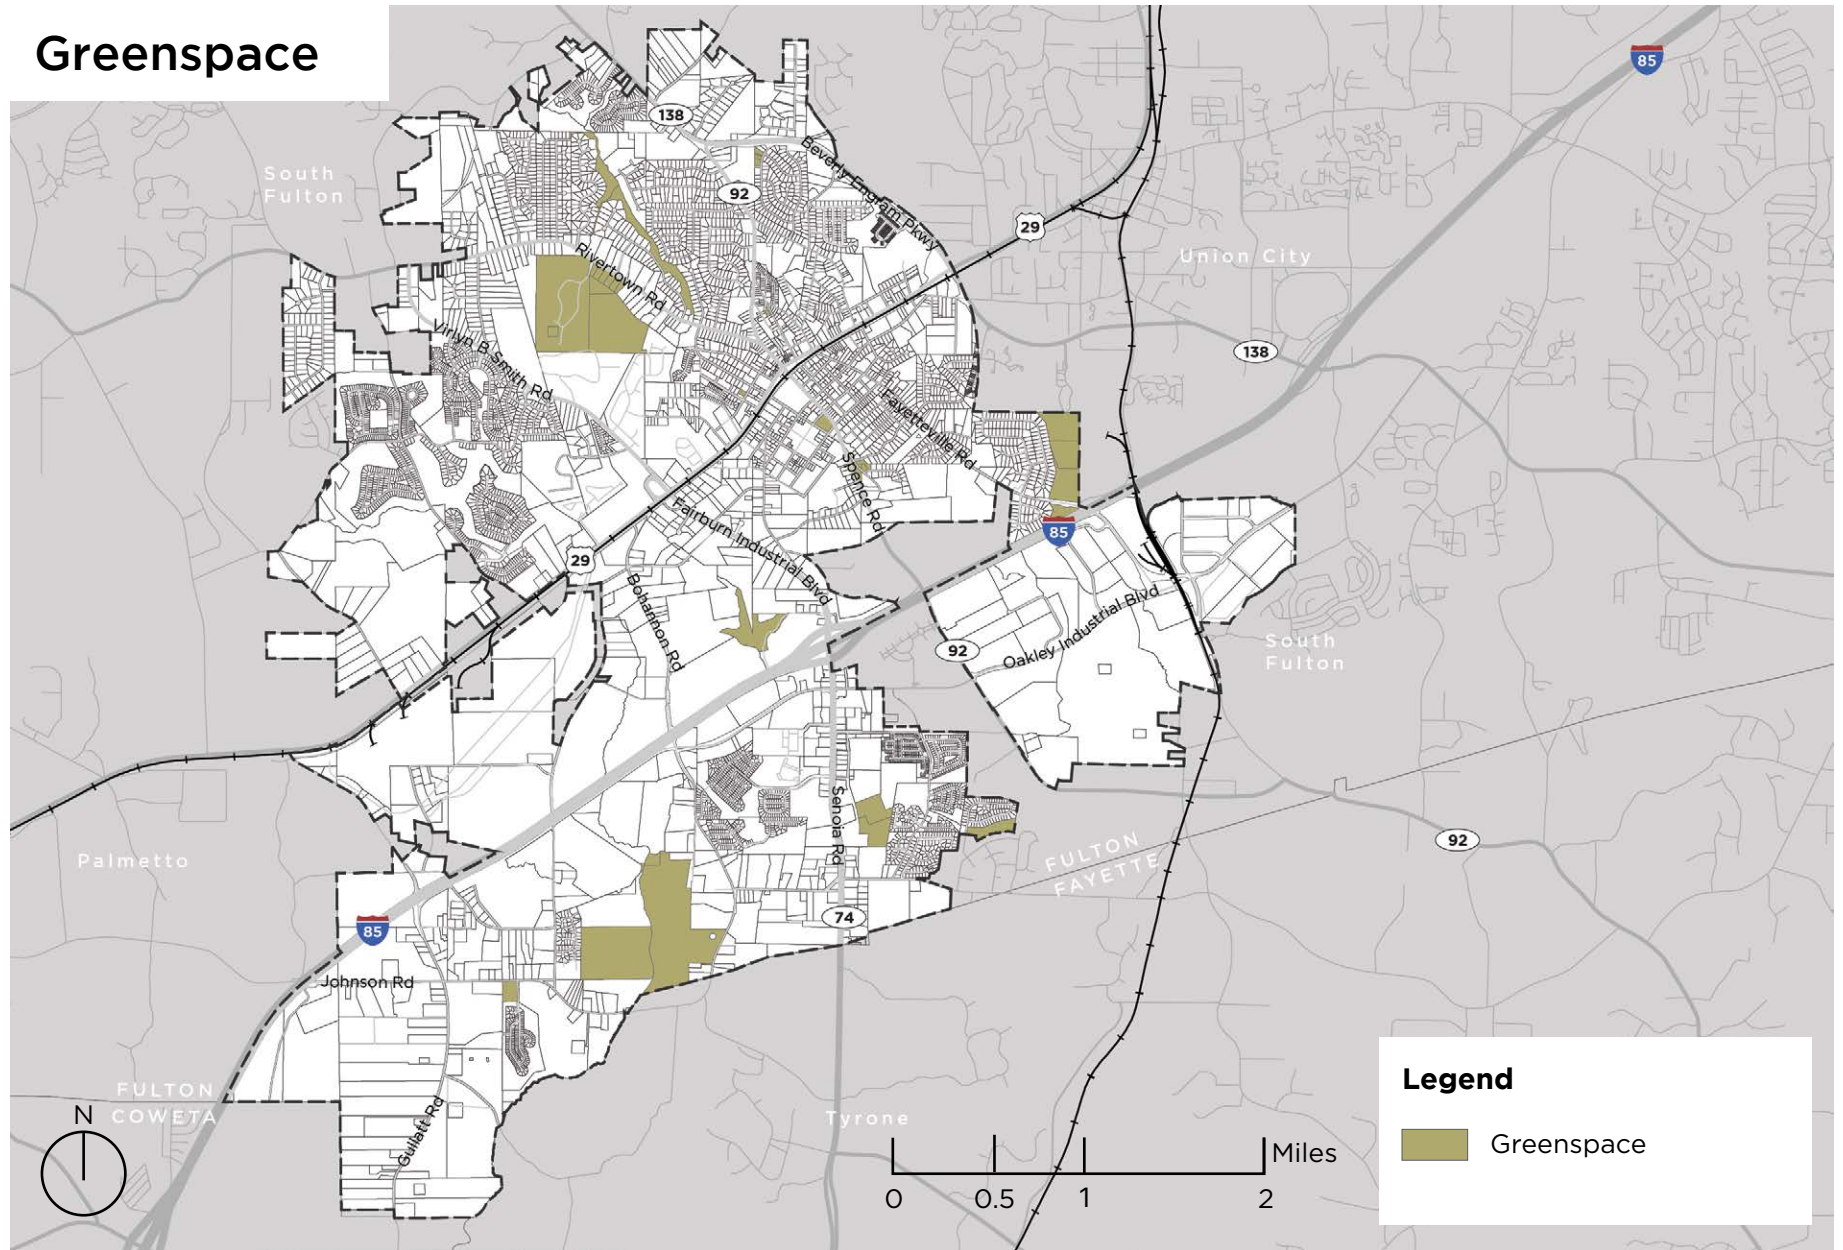 Greenspace
85
138
South
Fulton
Beverly Engram Pkwy
92
29
Union City
Rivertown Rd
Virlyn B Smith Rd
138
Fayetteville Rd
Spence Rd
Fairburn Industrial Blvd
85
29
Bohannon Rd
Oakley Industrial Blvd
92
South
Fulton
Senoia Rd
92
FULTON
FAYETTE
Palmetto
74
85
Johnson Rd
FULTON
COWETA
N
Gullatt Rd
Tyrone
Miles
0
0.5
1
2
Legend
Greenspace